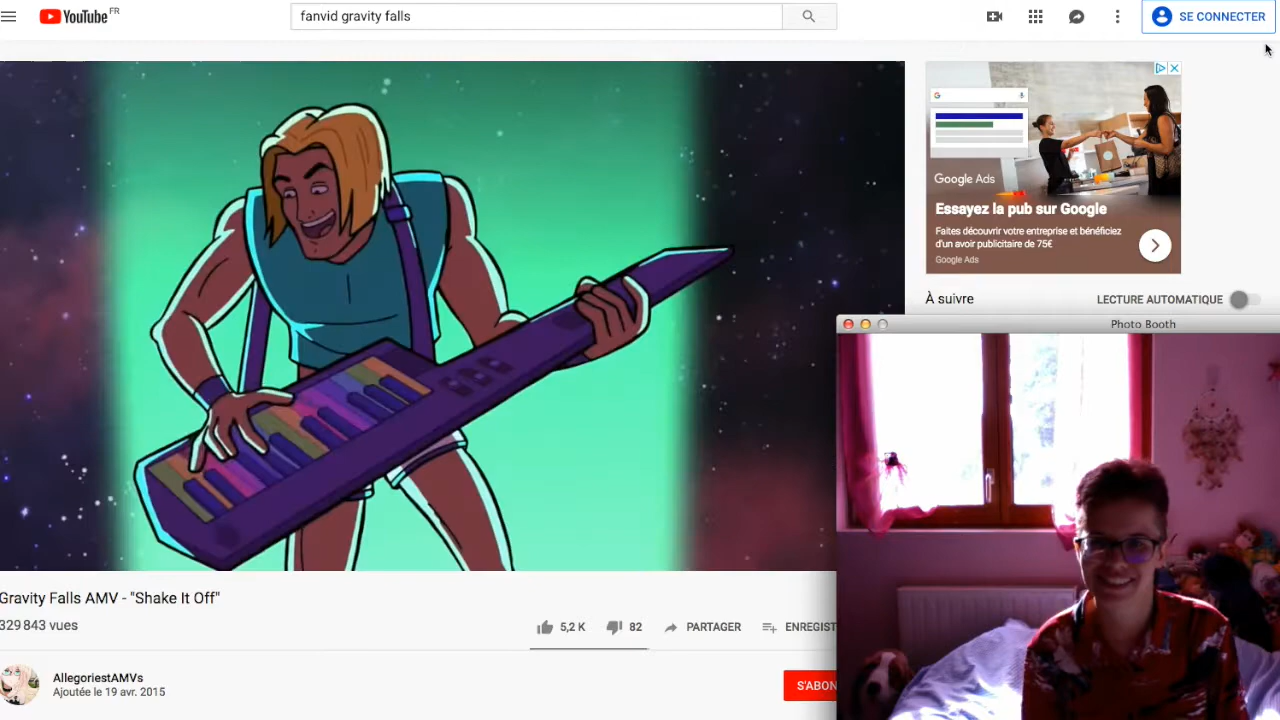 YouTube FR
fanvid gravity falls
SE CONNECTER
Google Ads
Essayez la pub sur Google
Faites découvrir votre entreprise et bénéficiez
d'un avoir publicitaire de 75€
Google Ads
À suivre
LECTURE AUTOMATIQUE
Photo Booth
Gravity Falls AMV - "Shake It Off"
329 843 vues
5,2 K
82
PARTAGER
ENREGIST
AllegoriestAMVs
Ajoutée le 19 avr. 2015
S'ABON